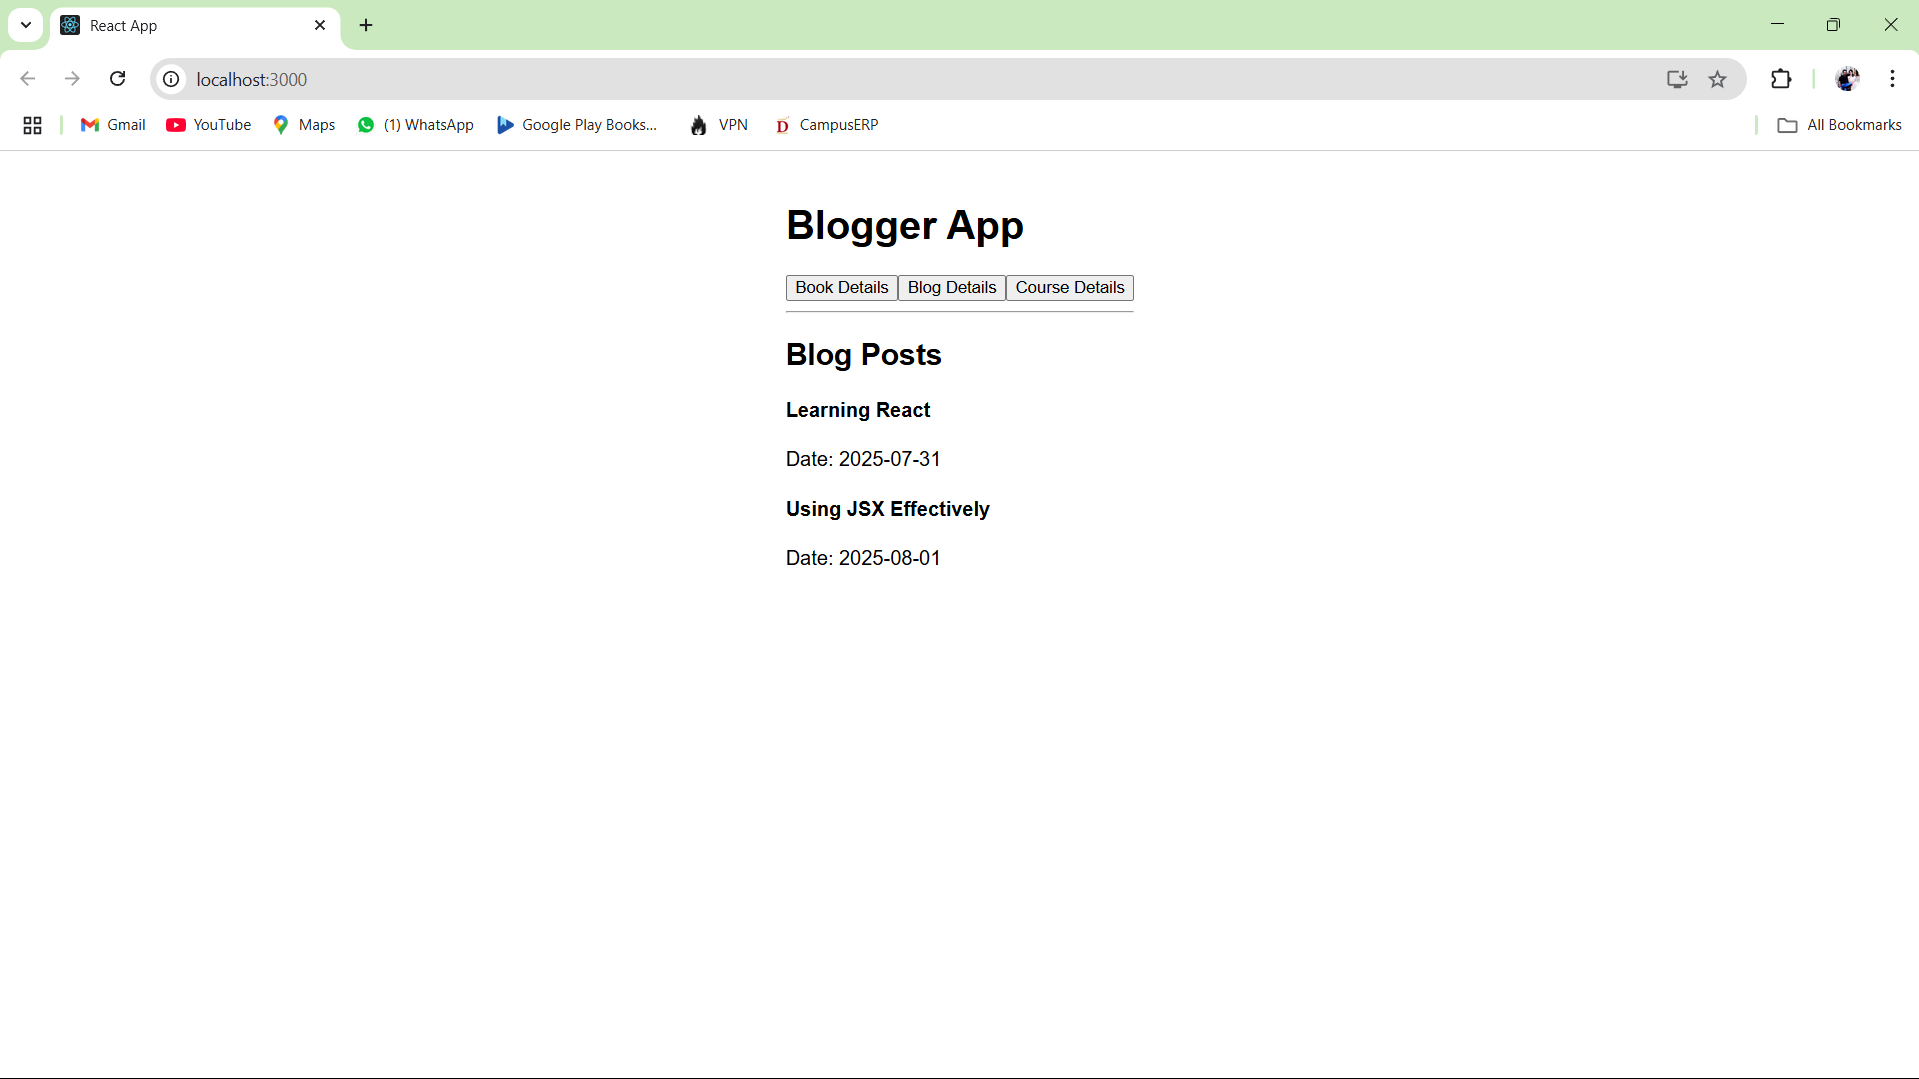 React App
localhost:3000
Gmail YouTube Maps (1) WhatsApp Google Play Books... VPN D CampusERP All Bookmarks
Blogger App
Book Details Blog Details Course Details
Blog Posts
Learning React
Date: 2025-07-31
Using JSX Effectively
Date: 2025-08-01